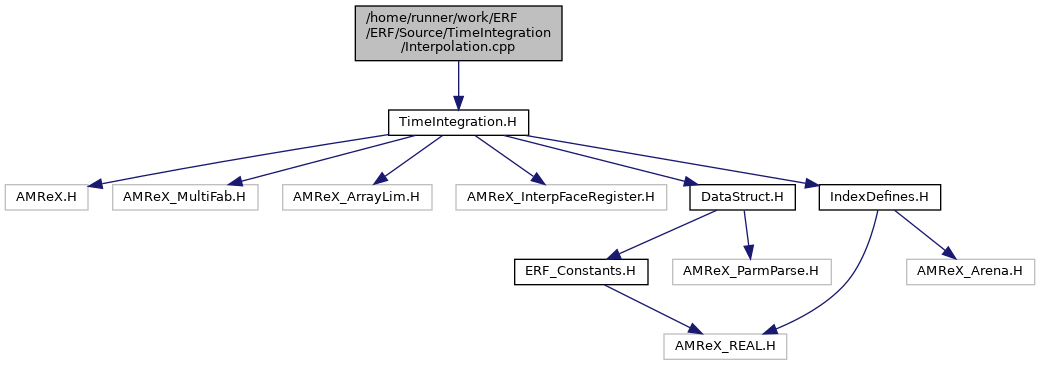 /home/runner/work/ERF
/ERF/Source/TimeIntegration
/Interpolation.cpp
TimeIntegration.H
AMReX.H
AMReX_MultiFab.H
AMReX_ArrayLim.H
AMReX_InterpFaceRegister.H
DataStruct.H
IndexDefines.H
ERF_Constants.H
AMReX_ParmParse.H
AMReX_Arena.H
AMReX_REAL.H